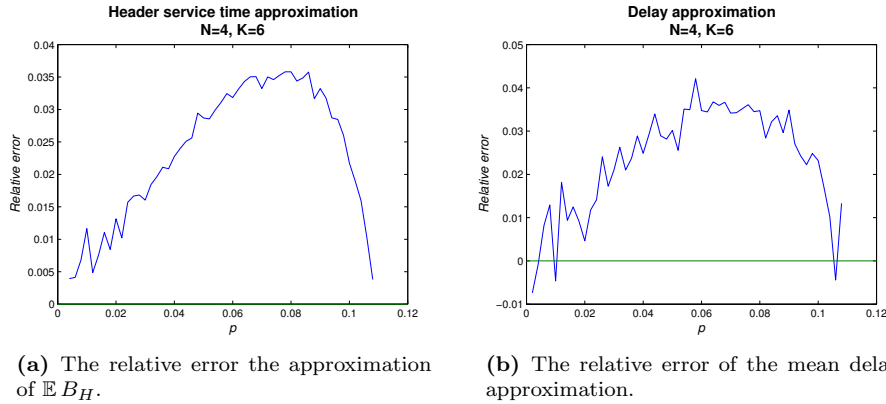 Header service time approximation
N=4, K=6
0.04
0.035
0.03
0.025
0.02
0.015
0.01
0.005
0
Relative error
0 0.02 0.04 0.06 0.08 0.1 0.12
p
(a) The relative error the approximation
of 𝔼 B_H.
Delay approximation
N=4, K=6
0.05
0.04
0.03
0.02
0.01
0
−0.01
Relative error
0 0.02 0.04 0.06 0.08 0.1 0.12
p
(b) The relative error of the mean dela
approximation.